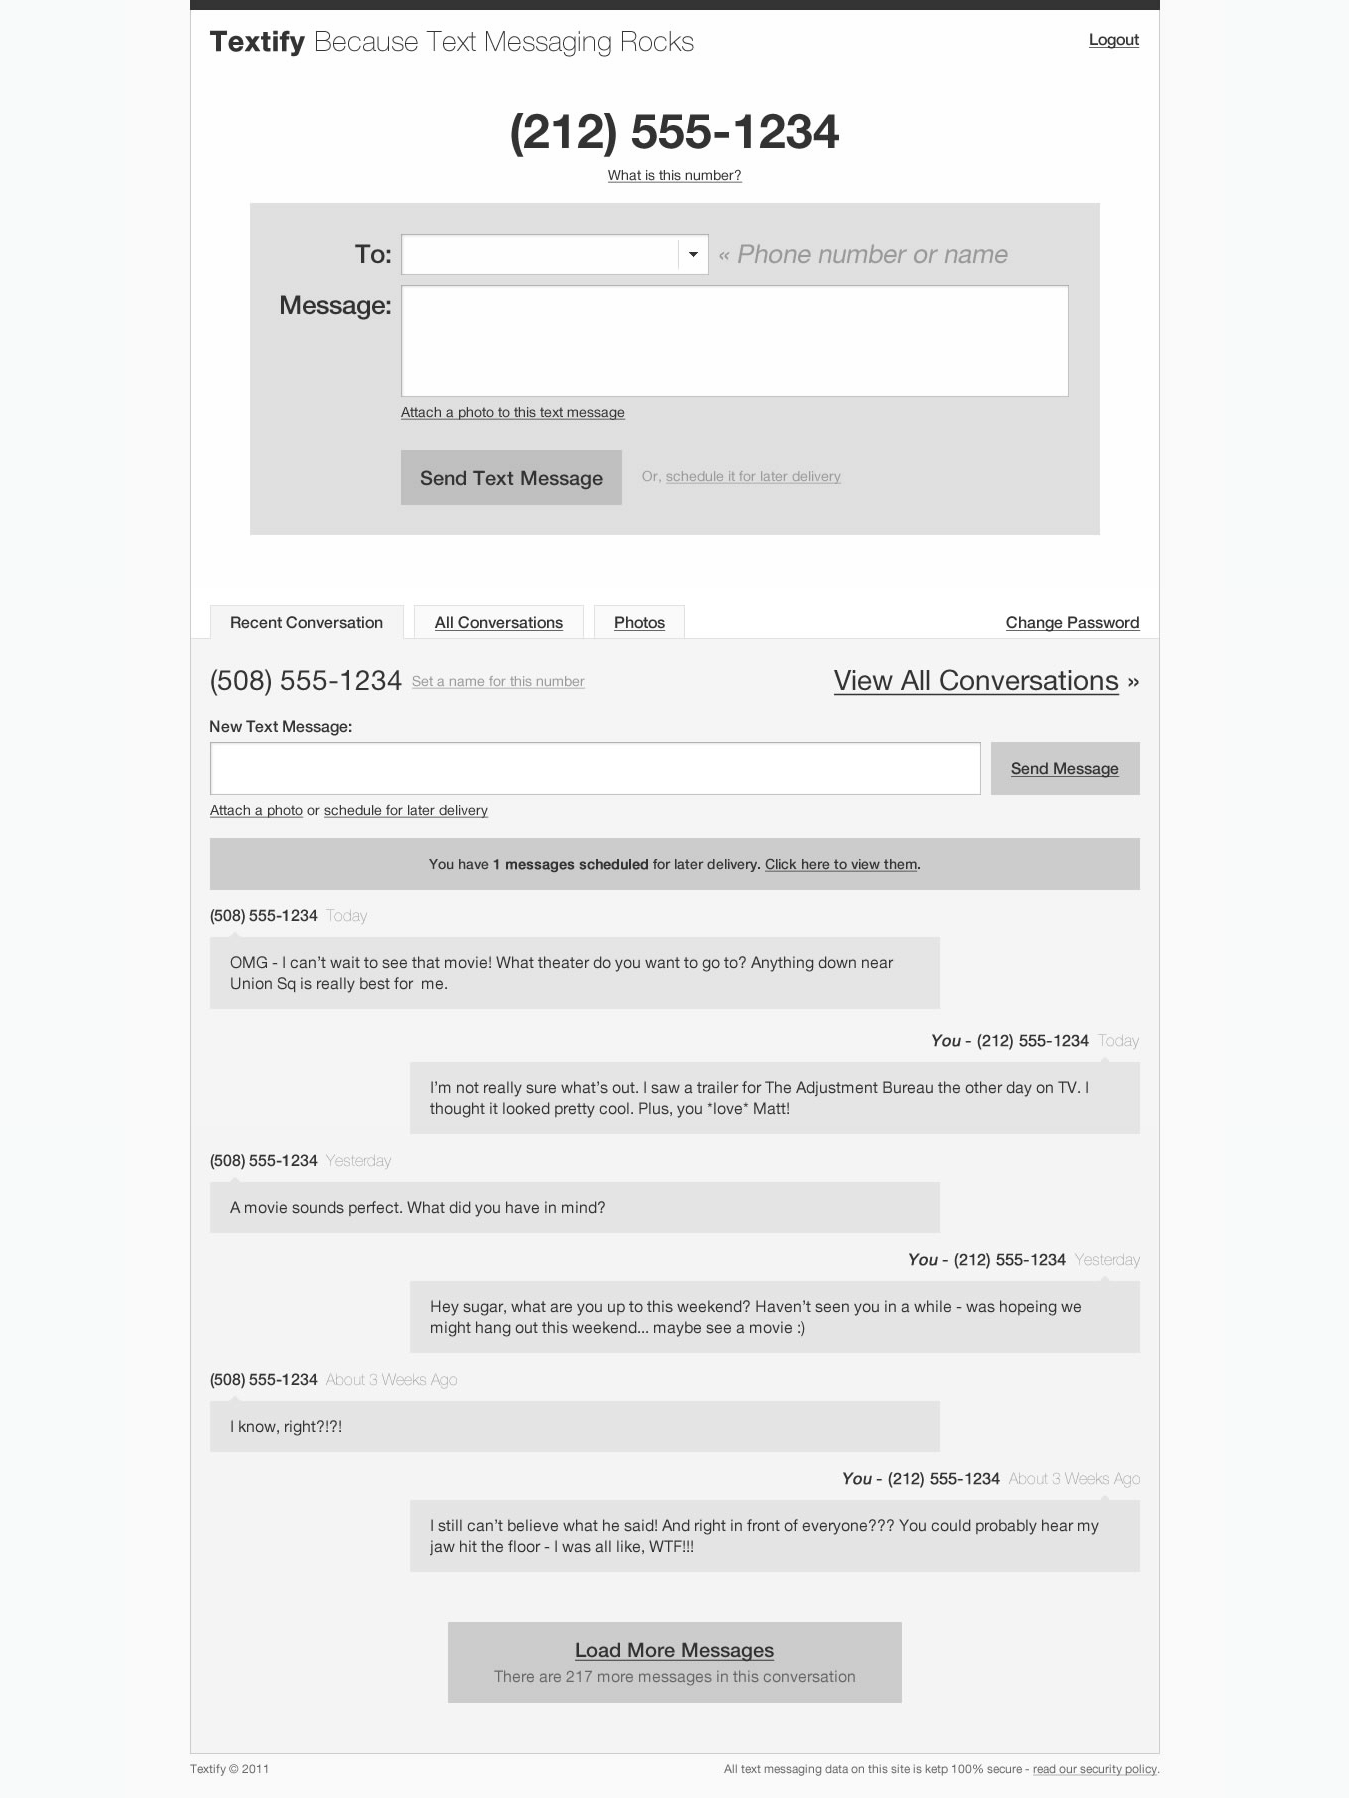 Textify Because Text Messaging Rocks
Logout
(212) 555-1234
What is this number?
To:
« Phone number or name
Message:
Attach a photo to this text message
Send Text Message
Or, schedule it for later delivery
Recent Conversation
All Conversations
Photos
Change Password
(508) 555-1234 Set a name for this number
View All Conversations »
New Text Message:
Send Message
Attach a photo or schedule for later delivery
You have 1 messages scheduled for later delivery. Click here to view them.
(508) 555-1234 Today
OMG - I can't wait to see that movie! What theater do you want to go to? Anything down near
Union Sq is really best for  me.
You - (212) 555-1234 Today
I'm not really sure what's out. I saw a trailer for The Adjustment Bureau the other day on TV. I
thought it looked pretty cool. Plus, you *love* Matt!
(508) 555-1234 Yesterday
A movie sounds perfect. What did you have in mind?
You - (212) 555-1234 Yesterday
Hey sugar, what are you up to this weekend? Haven't seen you in a while - was hopeing we
might hang out this weekend... maybe see a movie :)
(508) 555-1234 About 3 Weeks Ago
I know, right?!?!
You - (212) 555-1234 About 3 Weeks Ago
I still can't believe what he said! And right in front of everyone??? You could probably hear my
jaw hit the floor - I was all like, WTF!!!
Load More Messages
There are 217 more messages in this conversation
Textify © 2011
All text messaging data on this site is ketp 100% secure - read our security policy.